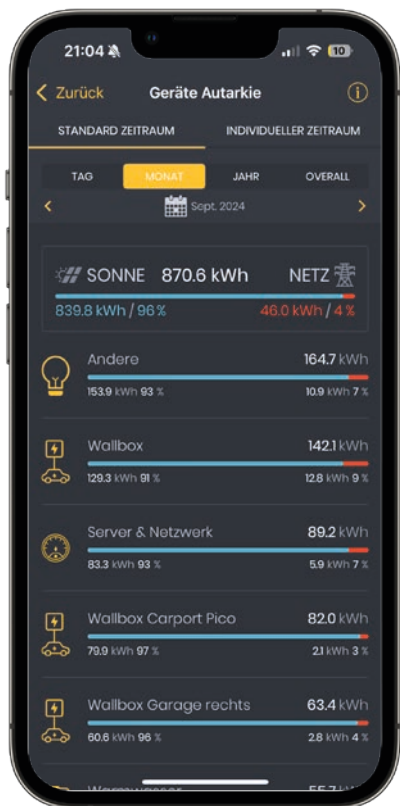 21:04 10
Zurück Geräte Autarkie
STANDARD ZEITRAUM INDIVIDUELLER ZEITRAUM
TAG MONAT JAHR OVERALL
Sept. 2024
SONNE 870.6 kWh NETZ
839.8 kWh / 96 % 46.0 kWh / 4 %
Andere 164.7 kWh
153.9 kWh 93 % 10.9 kWh 7 %
Wallbox 142.1 kWh
129.3 kWh 91 % 12.8 kWh 9 %
Server & Netzwerk 89.2 kWh
83.3 kWh 93 % 5.9 kWh 7 %
Wallbox Carport Pico 82.0 kWh
79.9 kWh 97 % 2.1 kWh 3 %
Wallbox Garage rechts 63.4 kWh
60.6 kWh 96 % 2.8 kWh 4 %
Warmwasser 55.7 kWh